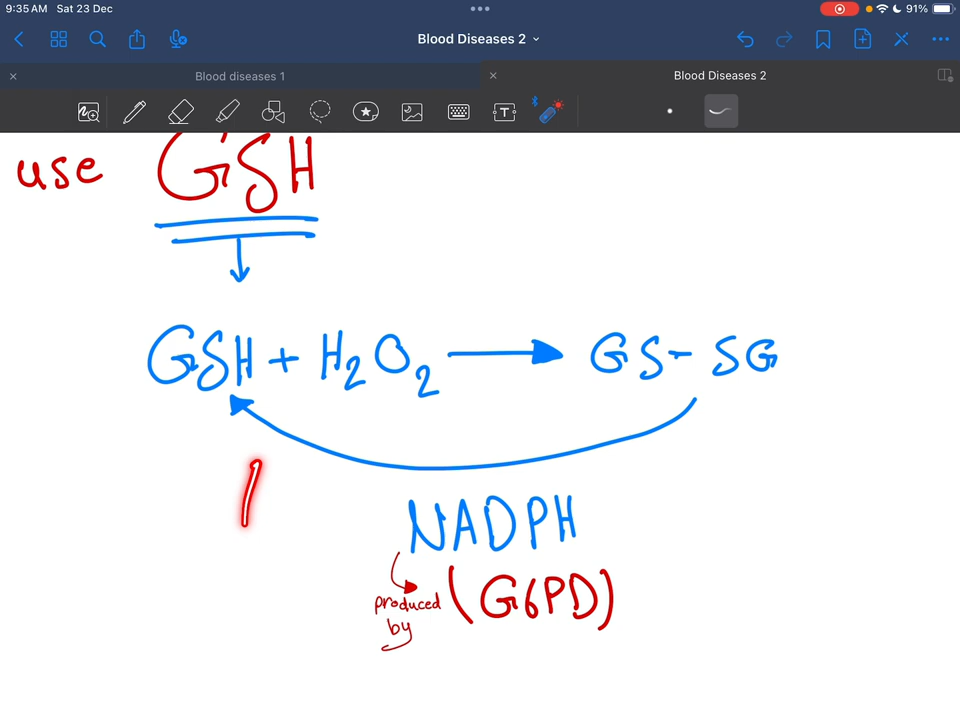 9:35 AM Sat 23 Dec
91%
Blood Diseases 2
Blood diseases 1
Blood Diseases 2
T
use GSH
GSH + H2O2 → GS - SG
NADPH
produced by (G6PD)